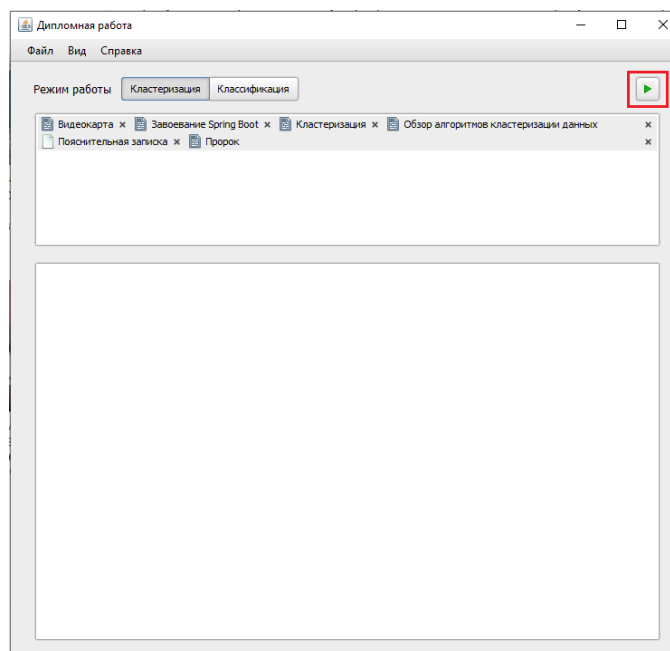 Дипломная работа
Файл Вид Справка
Режим работы Кластеризация Классификация
Видеокарта Завоевание Spring Boot Кластеризация Обзор алгоритмов кластеризации данных
Пояснительная записка Пророк